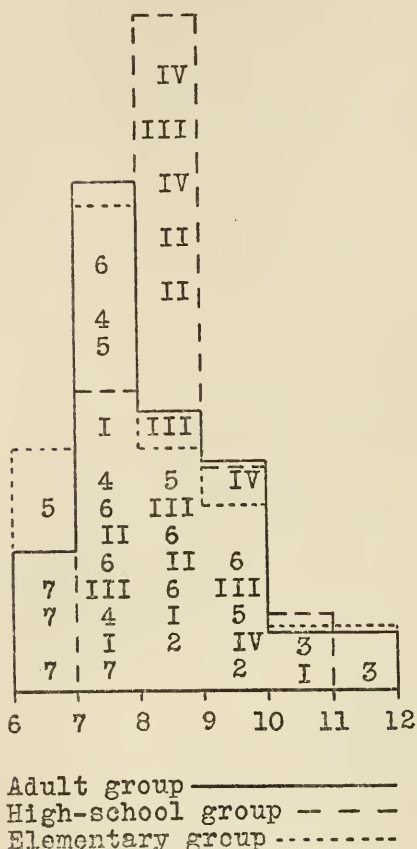 IV
III
IV
II
II
6
4
5
I III
4 5 IV
5 6 III
II 6
6 II 6
7 III 6 III
7 4 I 5
I 2 IV 3
7 7 2 I 3
6 7 8 9 10 11 12
Adult group
High-school group
Elementary group